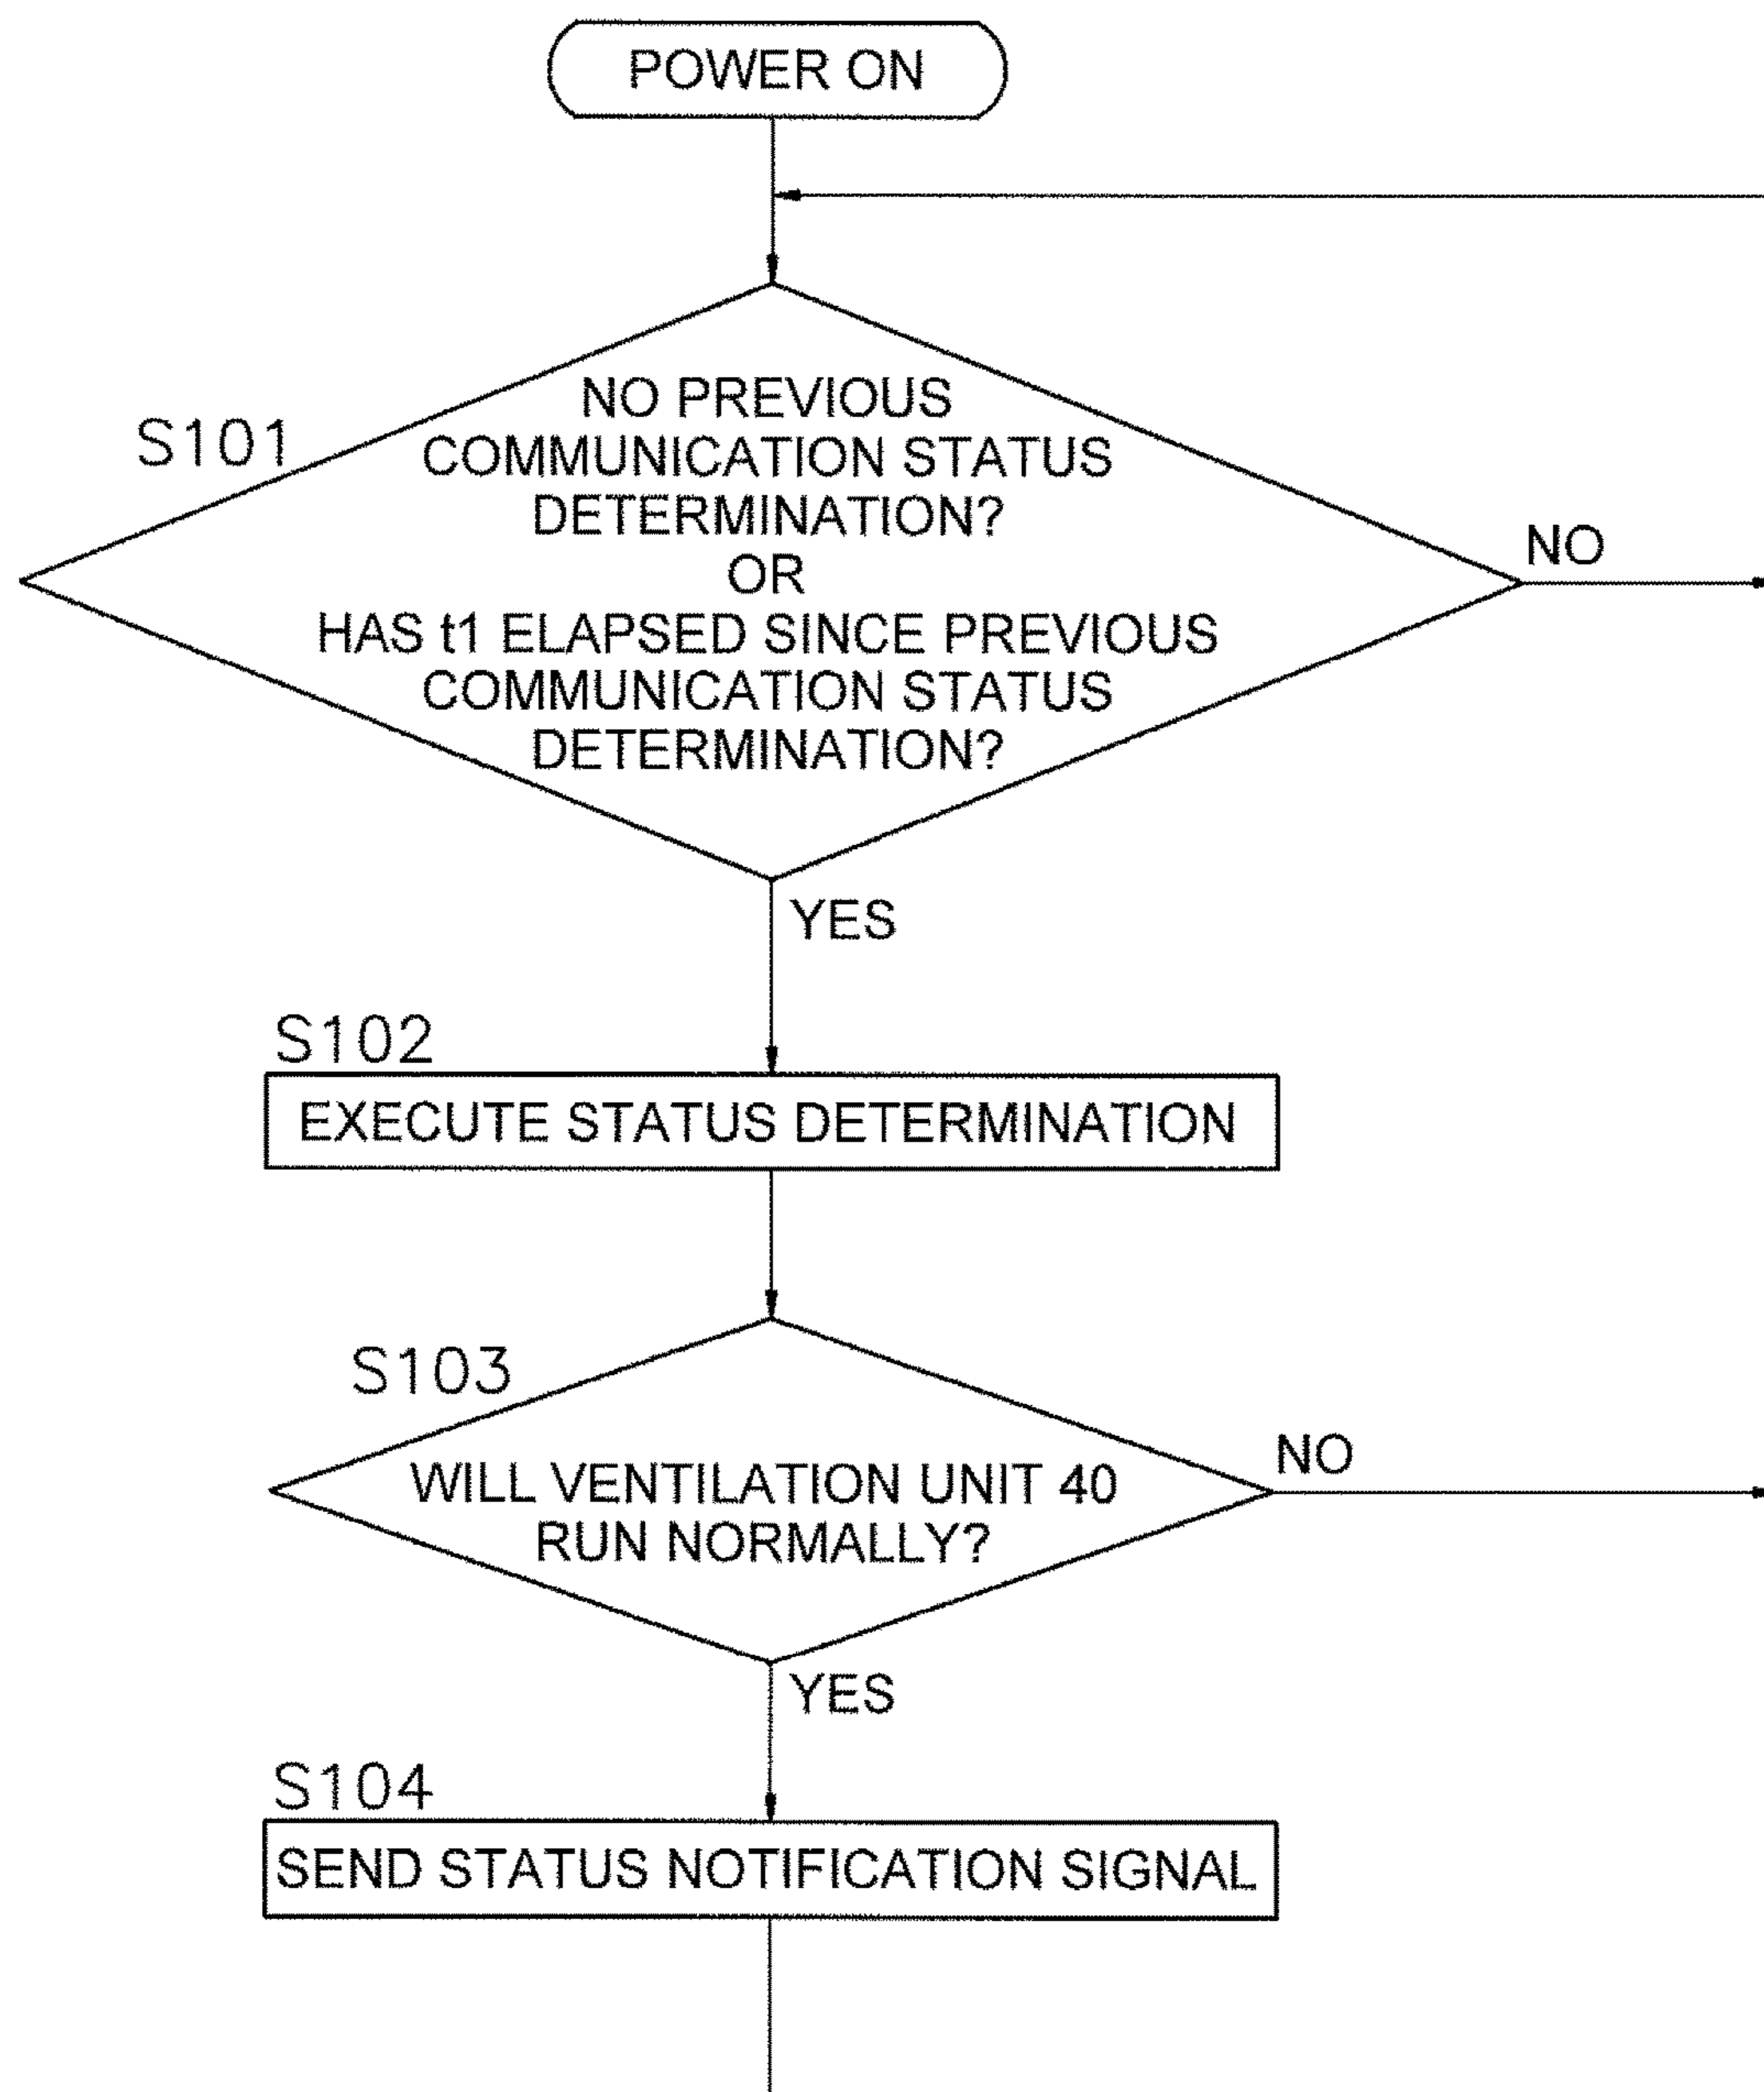 POWER ON
S101
NO PREVIOUS
COMMUNICATION STATUS
DETERMINATION?
OR
HAS t1 ELAPSED SINCE PREVIOUS
COMMUNICATION STATUS
DETERMINATION?
NO
YES
S102
EXECUTE STATUS DETERMINATION
S103
WILL VENTILATION UNIT 40
RUN NORMALLY?
NO
YES
S104
SEND STATUS NOTIFICATION SIGNAL